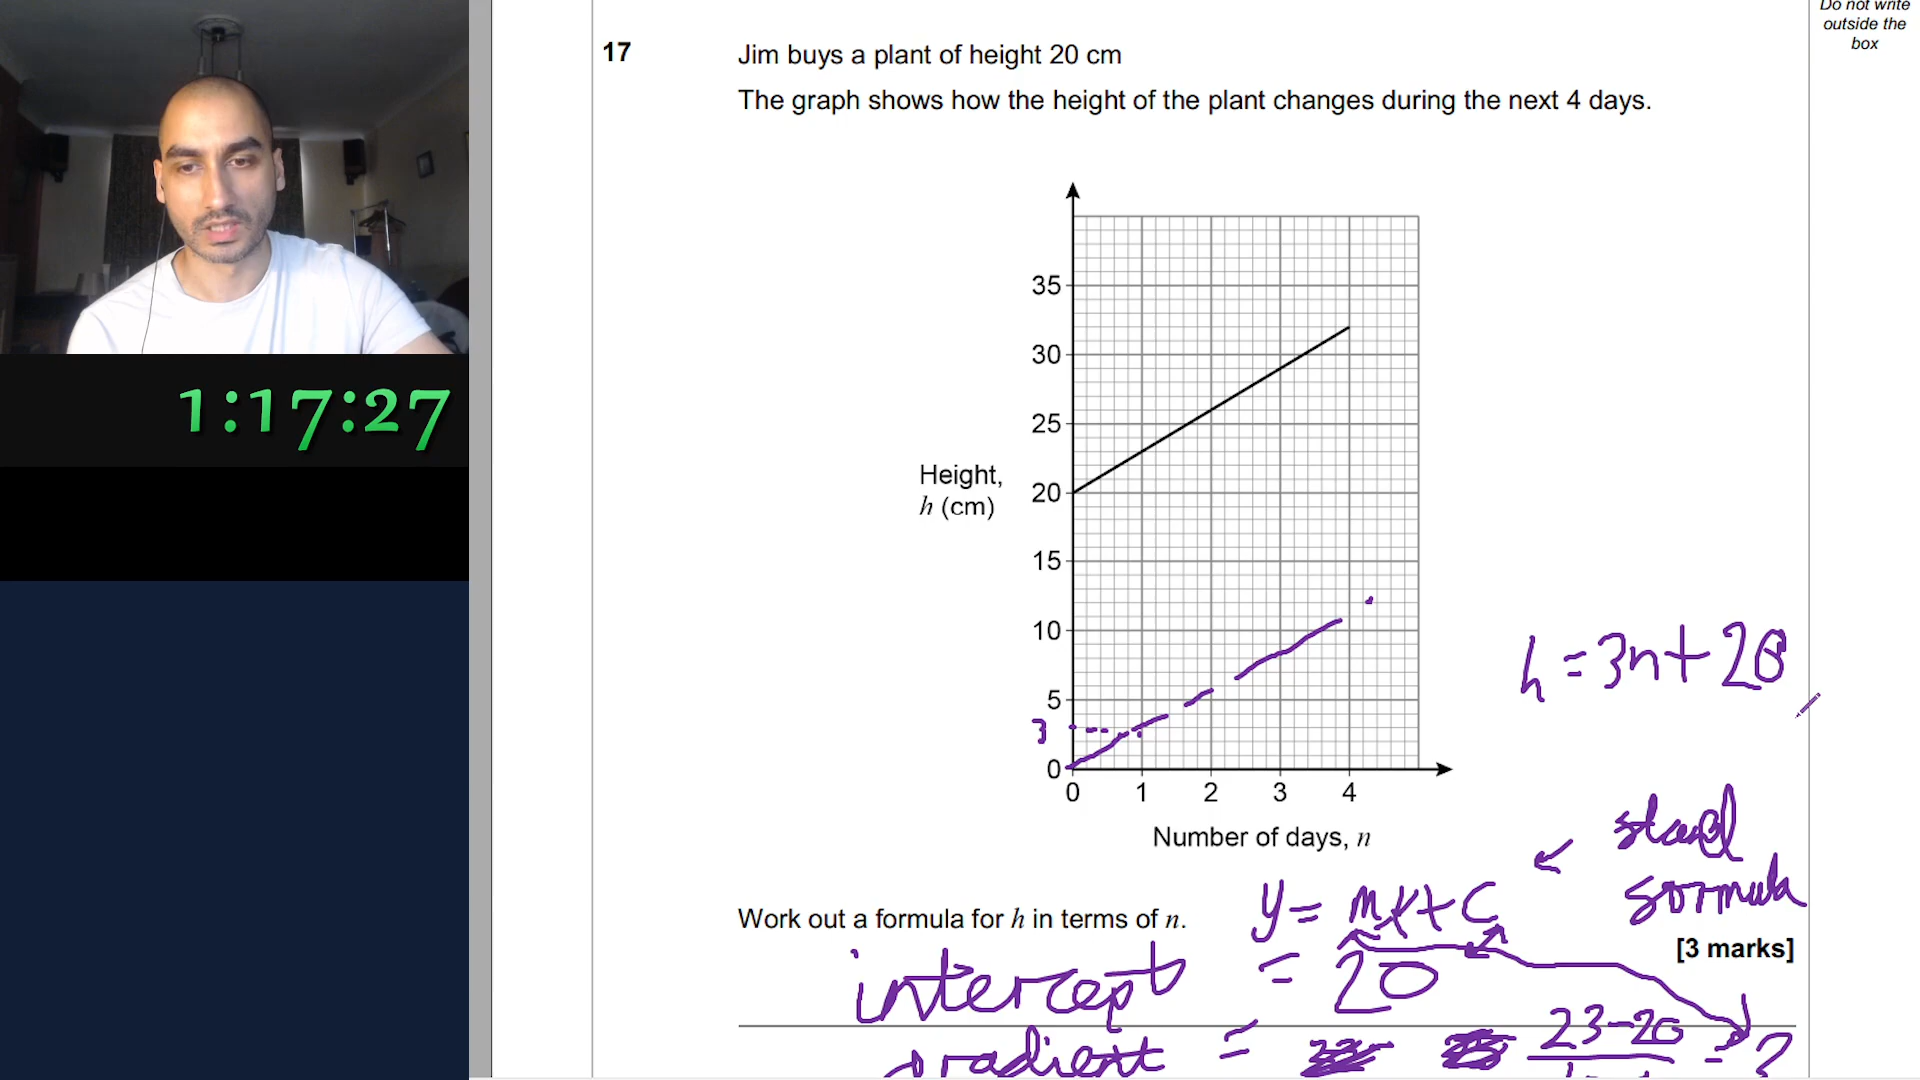 Do not write
outside the
box
17 Jim buys a plant of height 20 cm
The graph shows how the height of the plant changes during the next 4 days.
1:17:27
35
30
25
Height,
h (cm)
20
15
10
5
3
0
0 1 2 3 4
Number of days, n
h = 3n + 20
y = mx + c
formula
Work out a formula for h in terms of n.
[3 marks]
intercept = 20
gradient = 23-20